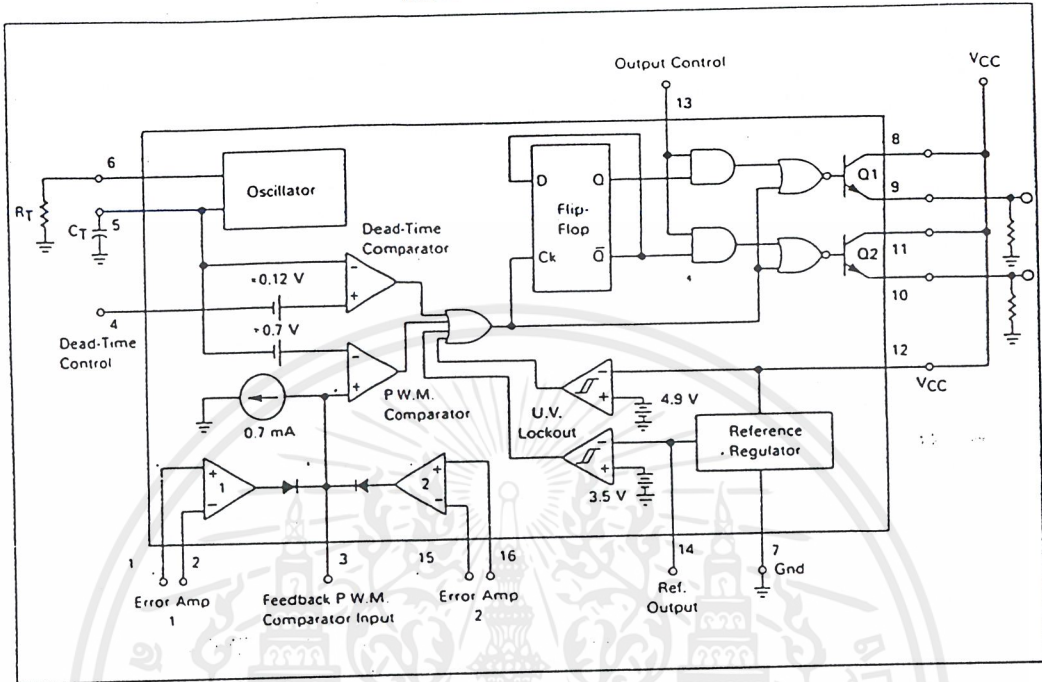 Output Control
VCC
13
6
Oscillator
RT
CT
5
Dead-Time
Comparator
≈0.12 V
4
Dead-Time
Control
≈0.7 V
0.7 mA
P.W.M.
Comparator
D
Q
Flip-
Flop
Ck
Q̅
8
Q1
9
11
Q2
10
12
VCC
4.9 V
U.V.
Lockout
3.5 V
Reference
Regulator
1
2
+
-
1
2
3
15
16
14
7
Gnd
Error Amp
1
Feedback P.W.M.
Comparator Input
Error Amp
2
Ref.
Output